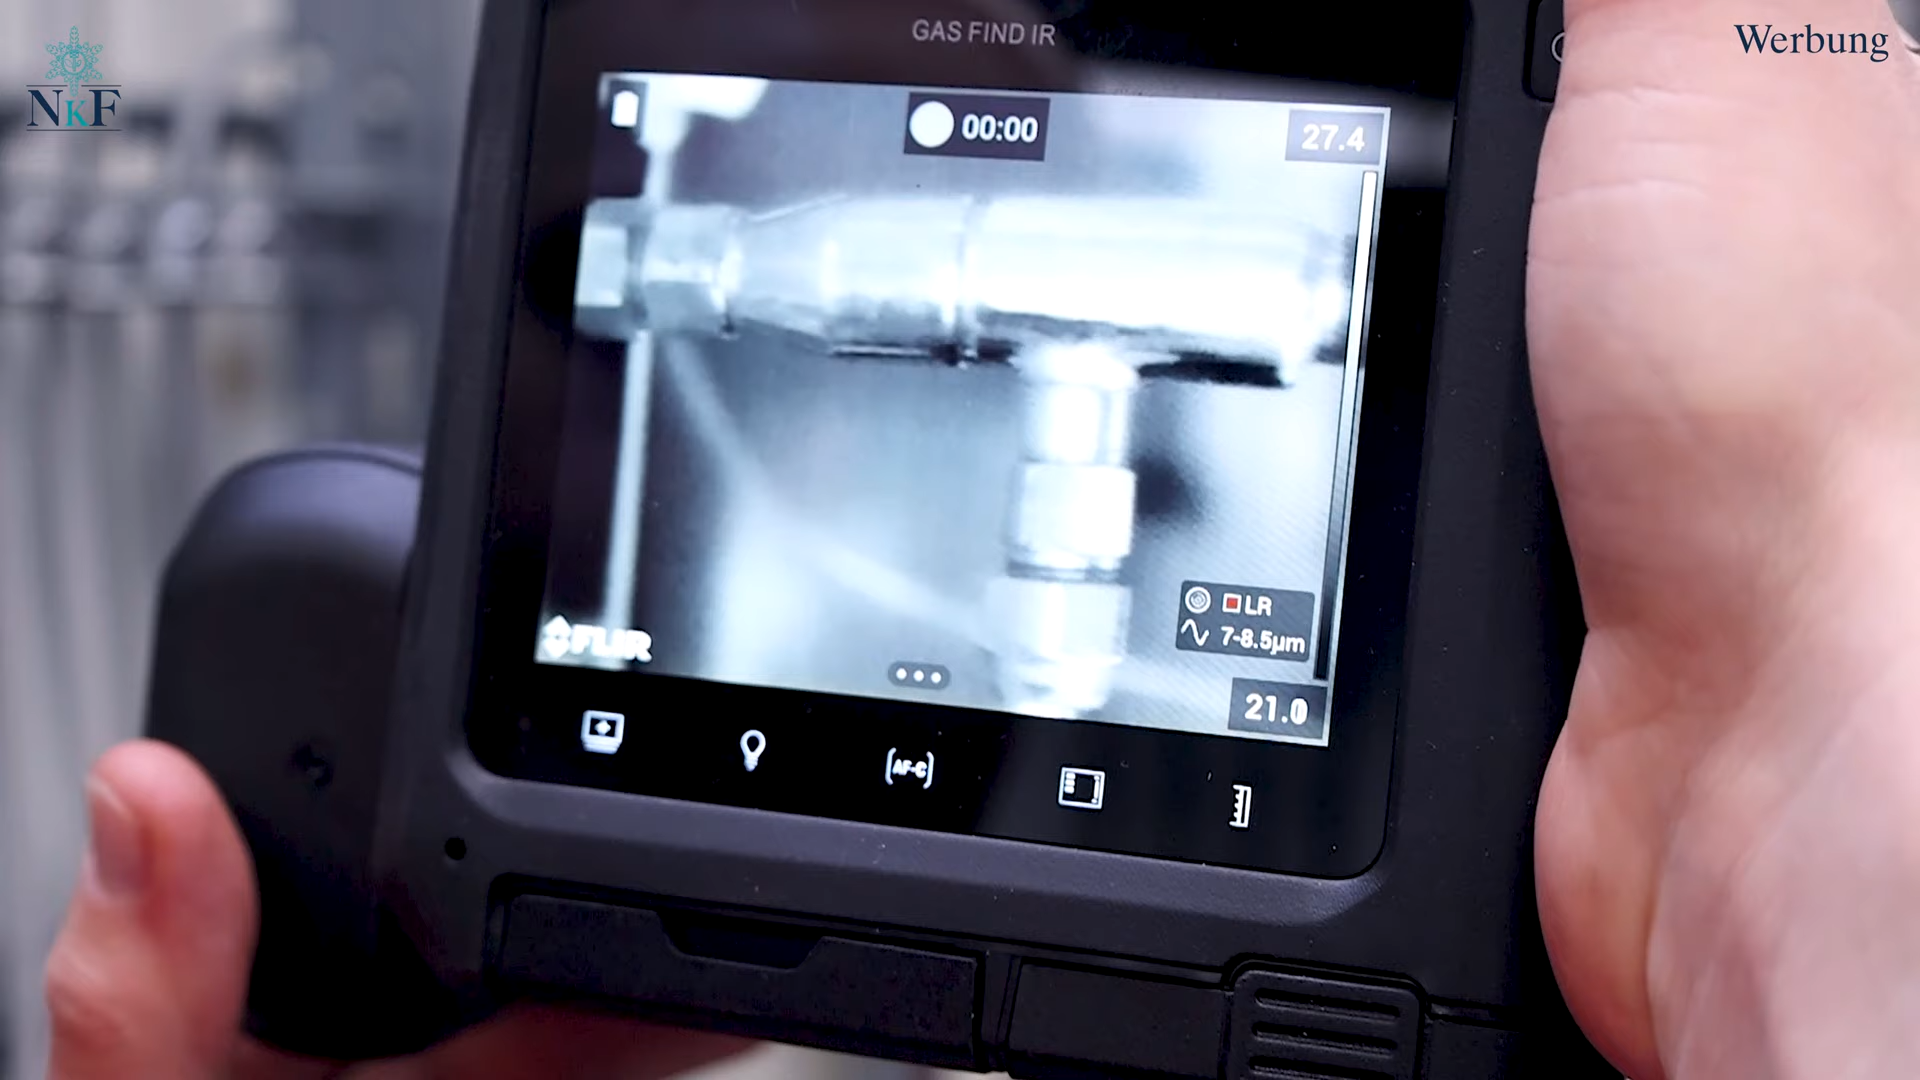 GAS FIND IR
Werbung
NkF
00:00
27.4
LR
7-8.5µm
FLIR
21.0
AF-C